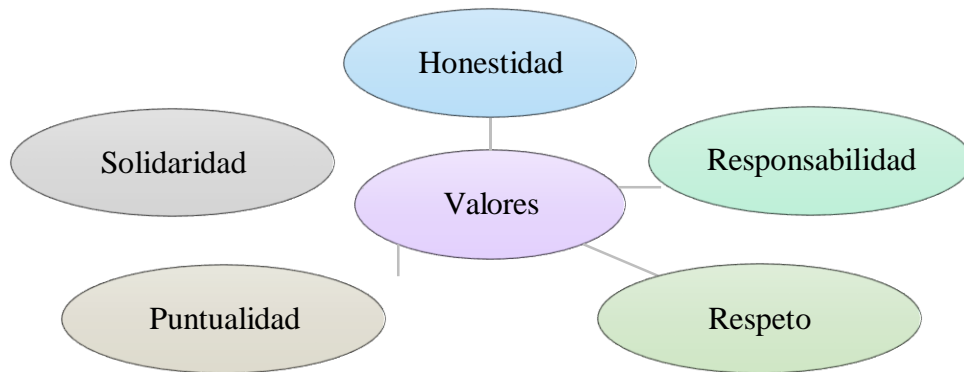 Honestidad
Solidaridad
Responsabilidad
Valores
Puntualidad
Respeto